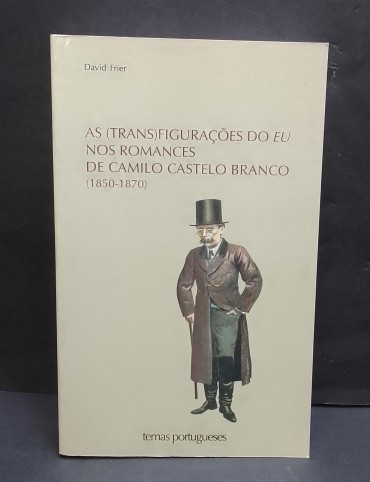 David Frier
AS (TRANS)FIGURAÇÕES DO EU
NOS ROMANCES
DE CAMILO CASTELO BRANCO
(1850-1870)
temas portugueses